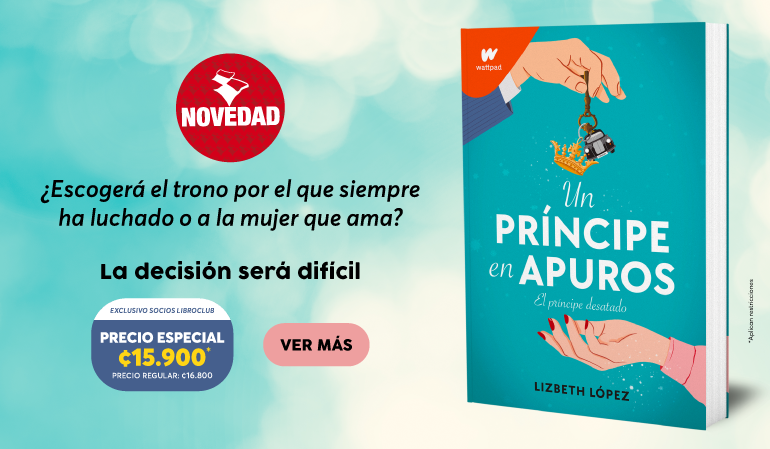 NOVEDAD
¿Escogerá el trono por el que siempre
ha luchado o a la mujer que ama?
La decisión será difícil
EXCLUSIVO SOCIOS LIBROCLUB
PRECIO ESPECIAL
₡15.900*
PRECIO REGULAR: ₡16.800
VER MÁS
wattpad
Un
PRÍNCIPE
en APUROS
El príncipe desatado
LIZBETH LÓPEZ
*Aplican restricciones